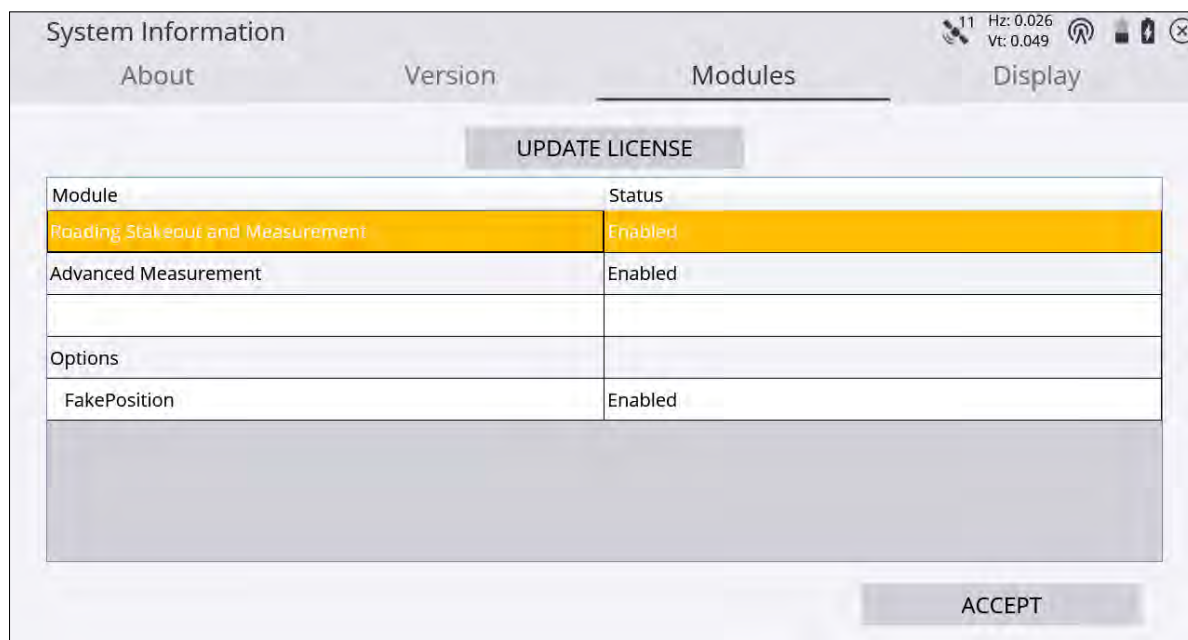 System Information
11 Hz: 0.026
Vt: 0.049
About Version Modules Display
UPDATE LICENSE
Module Status
Roading Stakeout and Measurement Enabled
Advanced Measurement Enabled
Options
FakePosition Enabled
ACCEPT